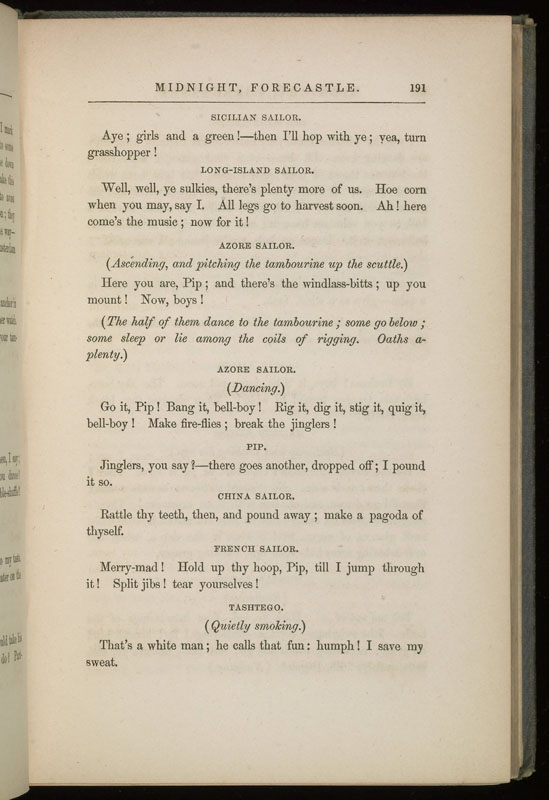 MIDNIGHT, FORECASTLE. 191
SICILIAN SAILOR.
Aye; girls and a green!—then I'll hop with ye; yea, turn
grasshopper!
LONG-ISLAND SAILOR.
Well, well, ye sulkies, there's plenty more of us. Hoe corn
when you may, say I. All legs go to harvest soon. Ah! here
come's the music; now for it!
AZORE SAILOR.
(Ascending, and pitching the tambourine up the scuttle.)
Here you are, Pip; and there's the windlass-bitts; up you
mount! Now, boys!
(The half of them dance to the tambourine; some go below;
some sleep or lie among the coils of rigging. Oaths a-
plenty.)
AZORE SAILOR.
(Dancing.)
Go it, Pip! Bang it, bell-boy! Rig it, dig it, stig it, quig it,
bell-boy! Make fire-flies; break the jinglers!
PIP.
Jinglers, you say?—there goes another, dropped off; I pound
it so.
CHINA SAILOR.
Rattle thy teeth, then, and pound away; make a pagoda of
thyself.
FRENCH SAILOR.
Merry-mad! Hold up thy hoop, Pip, till I jump through
it! Split jibs! tear yourselves!
TASHTEGO.
(Quietly smoking.)
That's a white man; he calls that fun: humph! I save my
sweat.